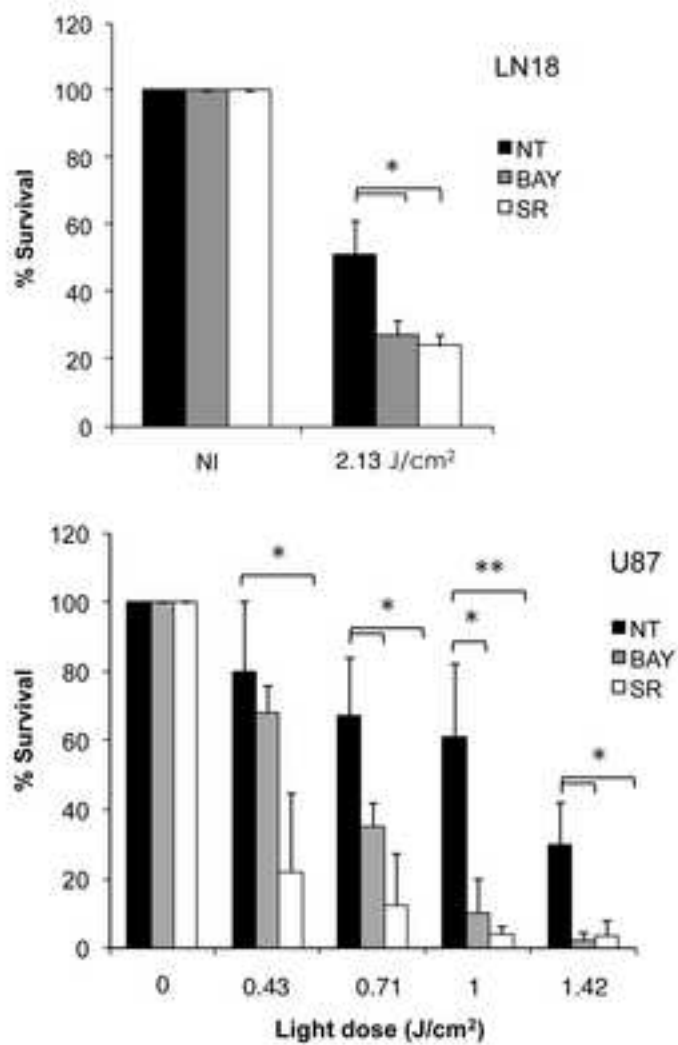 120
100
80
60
40
20
0
% Survival
LN18
NT
BAY
SR
*
NI
2.13 J/cm²
120
100
80
60
40
20
0
% Survival
U87
NT
BAY
SR
*
*
**
*
*
0
0.43
0.71
1
1.42
Light dose (J/cm²)